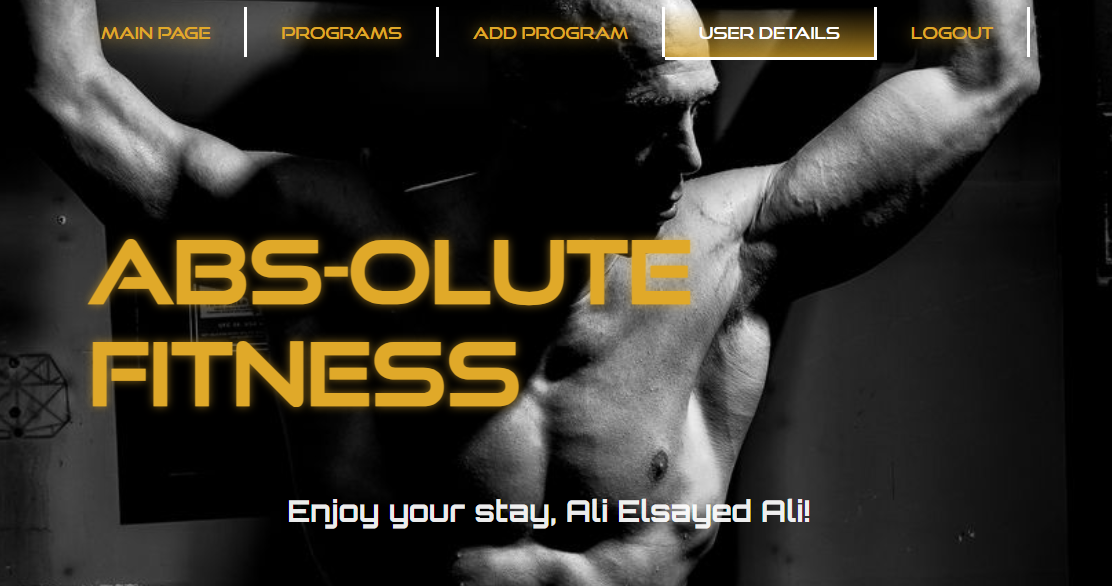 MAIN PAGE PROGRAMS ADD PROGRAM USER DETAILS LOGOUT
ABS-OLUTE
FITNESS
Enjoy your stay, Ali Elsayed Ali!